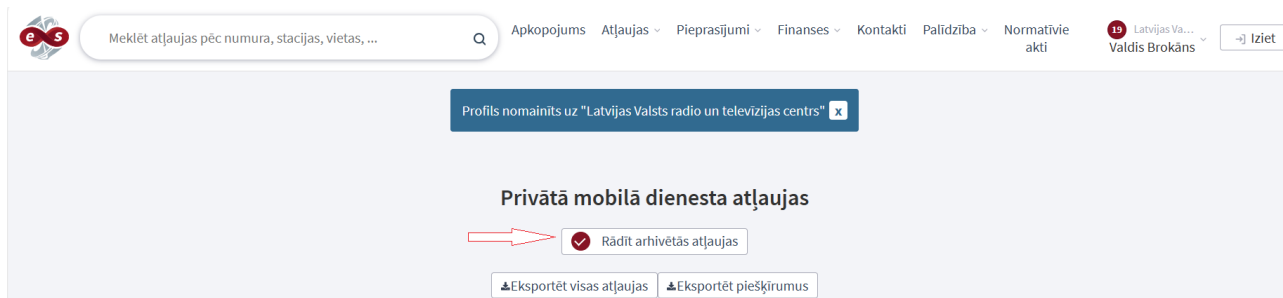 es
Meklēt atļaujas pēc numura, stacijas, vietas, ...
Apkopojums Atļaujas Pieprasījumi Finanses Kontakti Palīdzība Normatīvie akti
19 Latvijas Va...
Valdis Brokāns
Iziet
Profils nomainīts uz "Latvijas Valsts radio un televīzijas centrs" x
Privātā mobilā dienesta atļaujas
Rādīt arhivētās atļaujas
Eksportēt visas atļaujas Eksportēt piešķīrumus